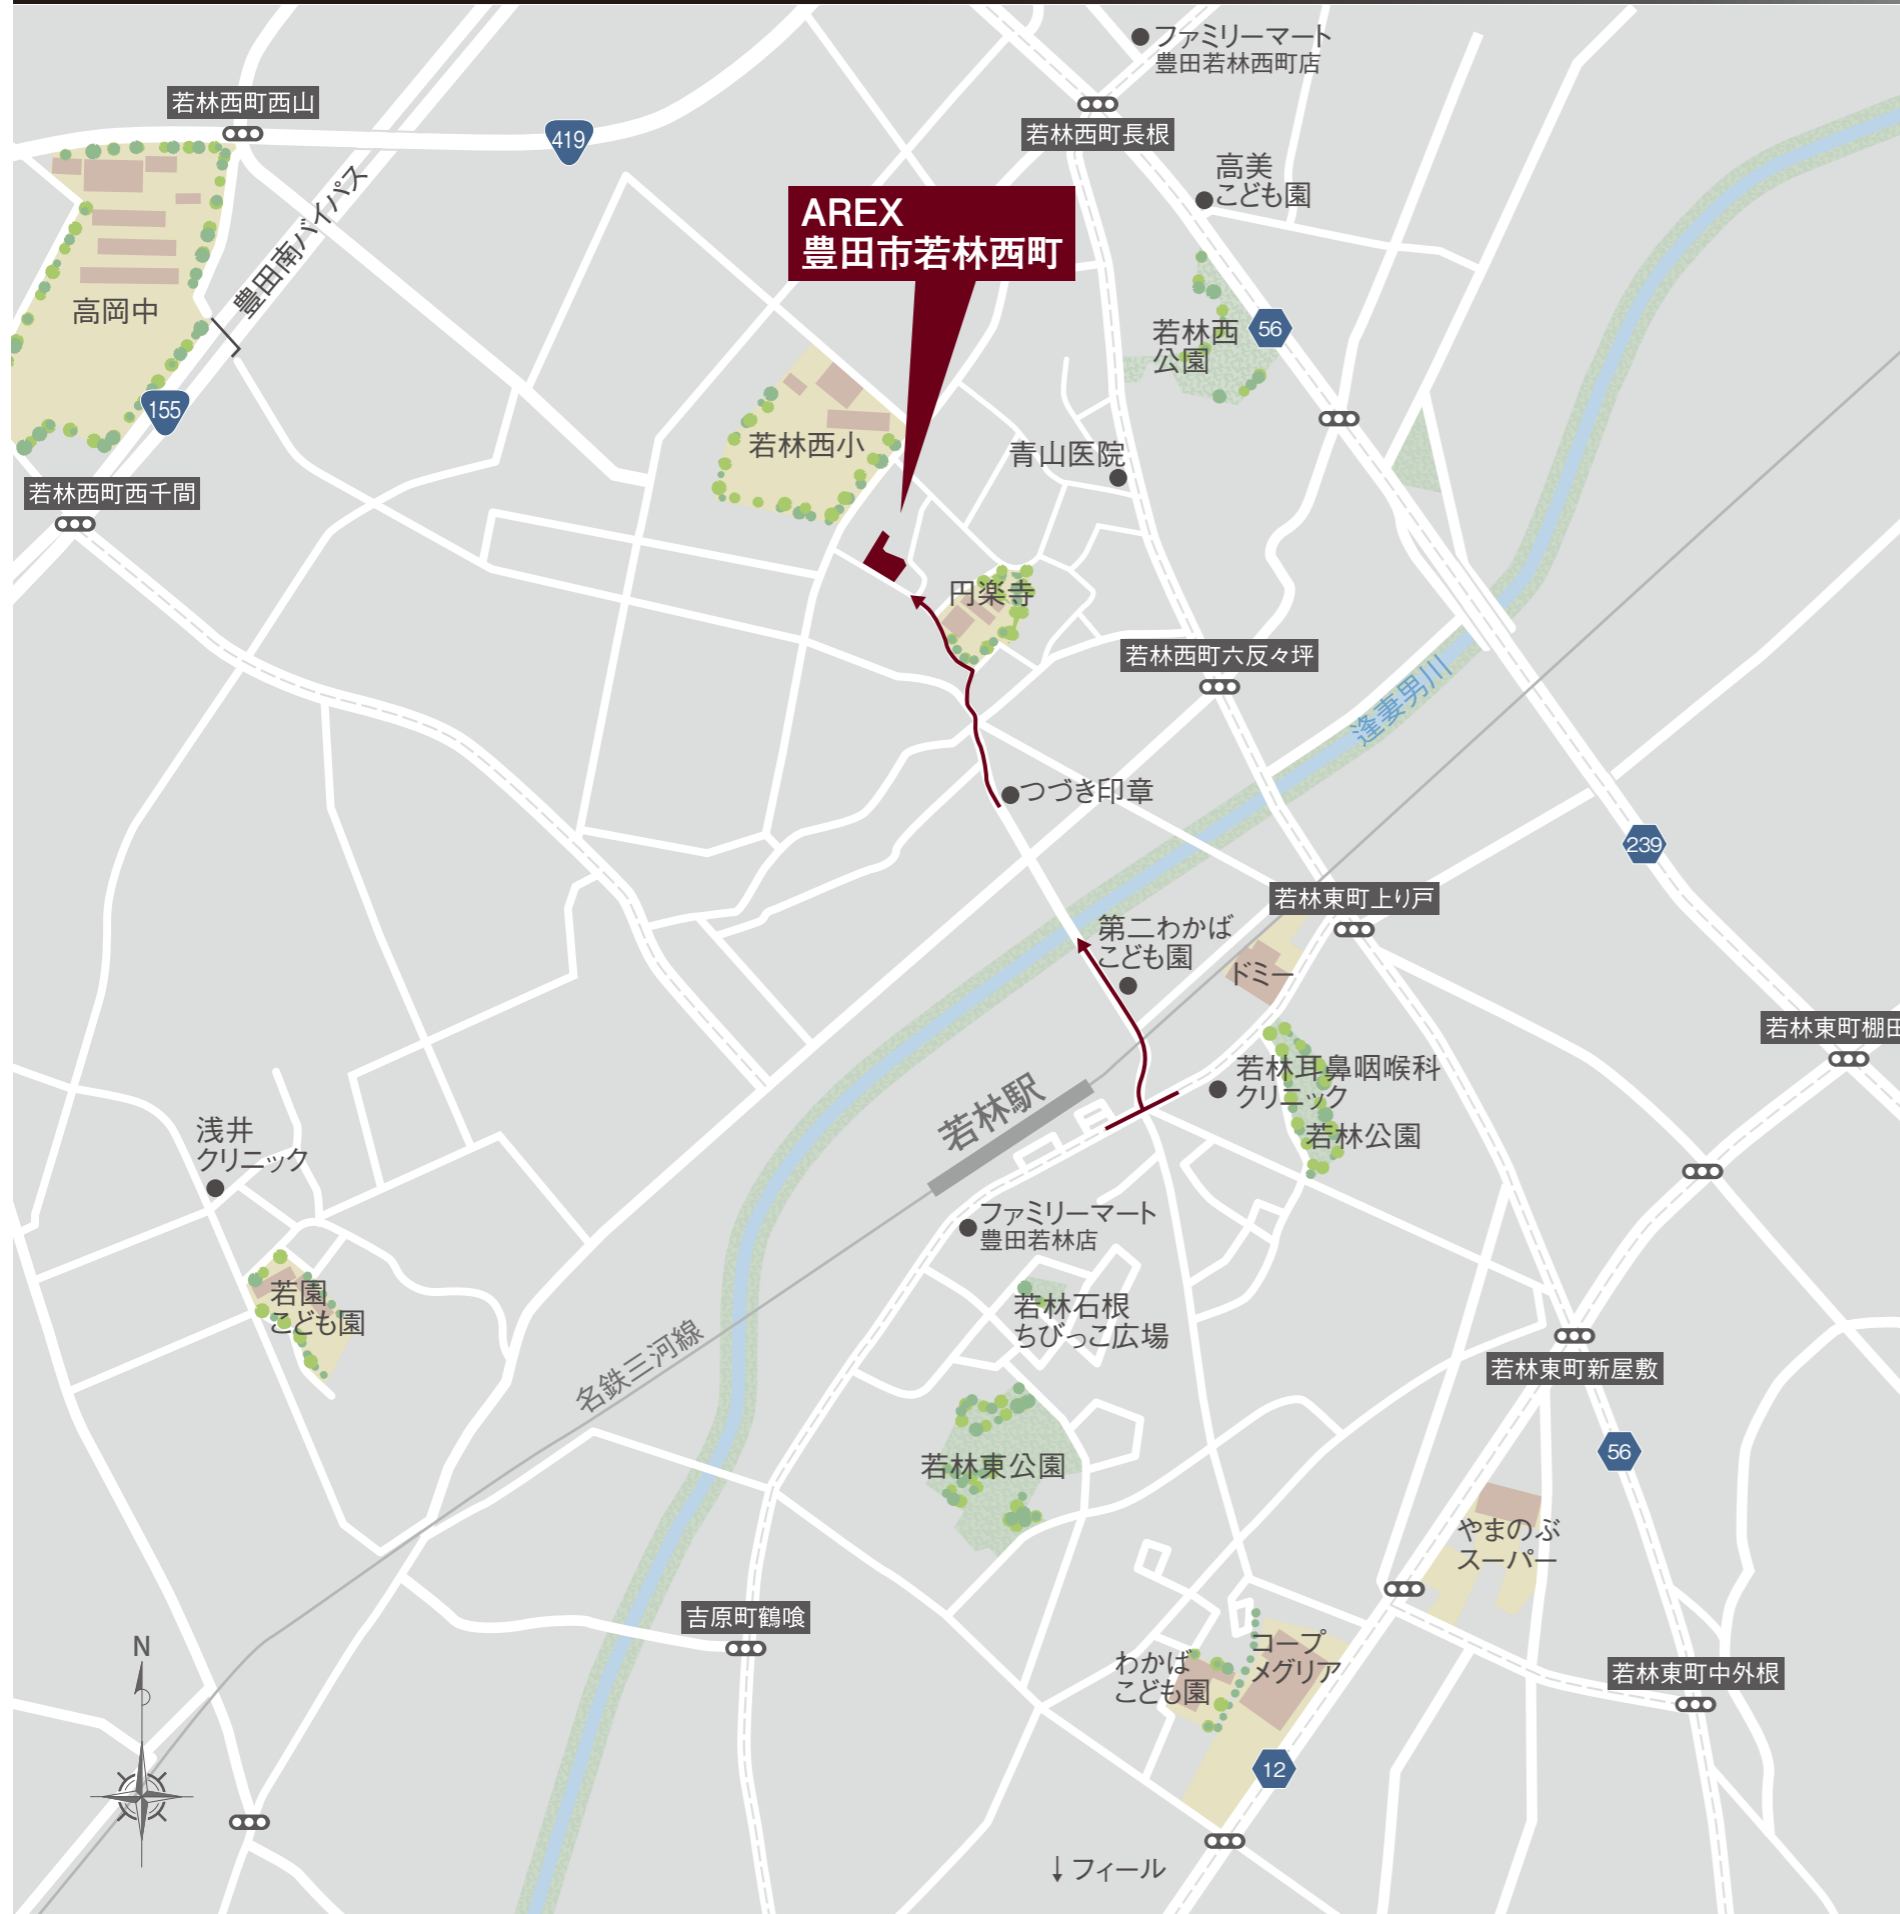 ファミリーマート
豊田若林西町店
若林西町西山
若林西町長根
419
高美
こども園
豊田南バイパス
AREX
豊田市若林西町
高岡中
若林西
公園
56
155
若林西小
青山医院
若林西町西千間
円楽寺
若林西町六反々坪
逢妻男川
つづき印章
239
若林東町上り戸
第二わかば
こども園
ドミー
若林東町棚田
若林耳鼻咽喉科
クリニック
若林駅
若林公園
浅井
クリニック
ファミリーマート
豊田若林店
若園
こども園
若林石根
ちびっこ広場
名鉄三河線
若林東町新屋敷
56
若林東公園
やまのぶ
スーパー
吉原町鶴喰
N
コープ
メグリア
わかば
こども園
若林東町中外根
12
↓フィール